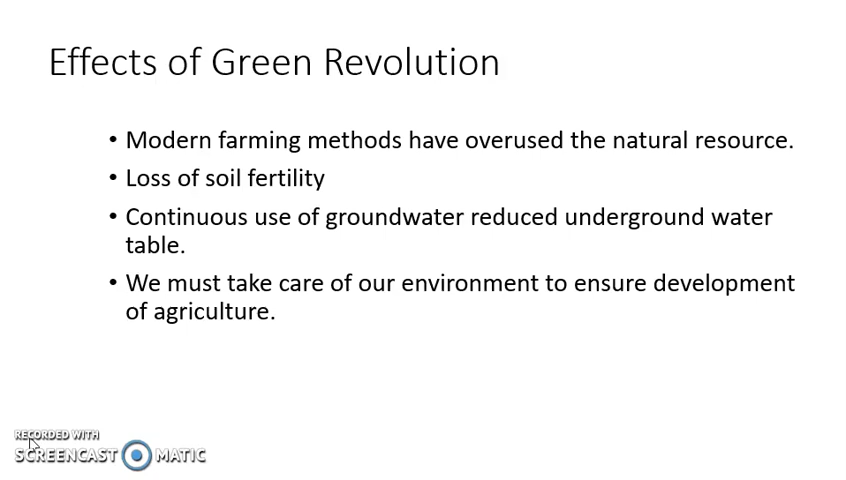 Effects of Green Revolution
• Modern farming methods have overused the natural resource.
• Loss of soil fertility
• Continuous use of groundwater reduced underground water
table.
• We must take care of our environment to ensure development
of agriculture.
RECORDED WITH
SCREENCAST MATIC